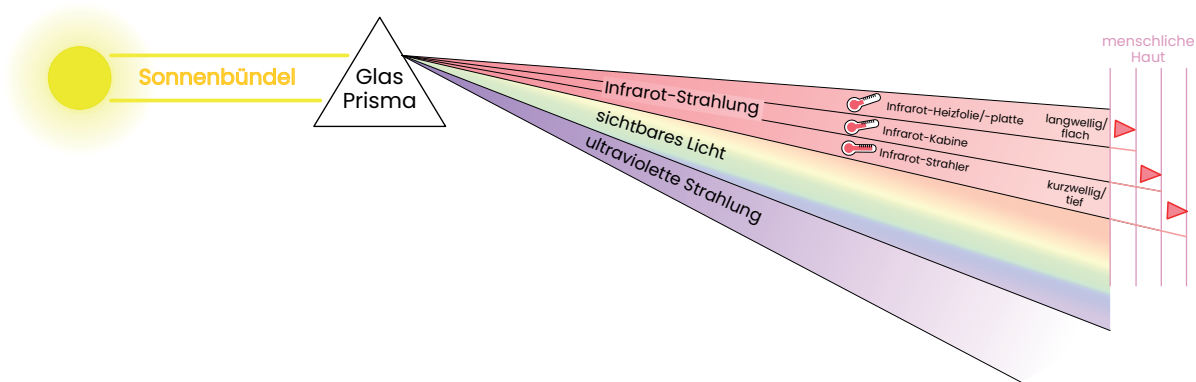 menschliche
Haut
Sonnenbündel
Glas
Prisma
Infrarot-Strahlung
Infrarot-Heizfolie/-platte
langwellig/
flach
Infrarot-Kabine
Infrarot-Strahler
kurzwellig/
tief
sichtbares Licht
ultraviolette Strahlung